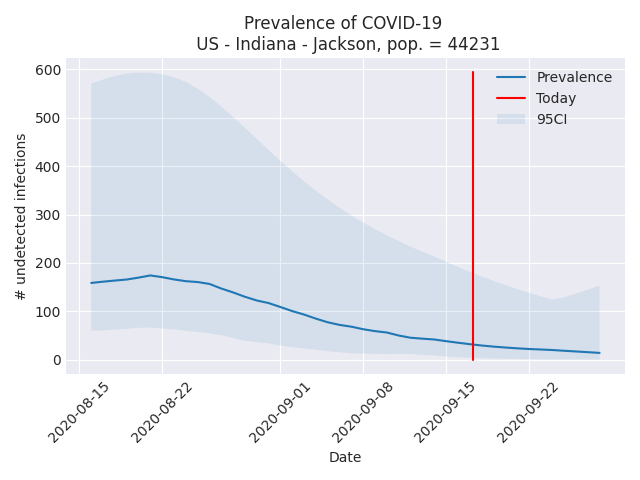 Prevalence of COVID-19
US - Indiana - Jackson, pop. = 44231
Prevalence
Today
95CI
# undetected infections
600
500
400
300
200
100
0
2020-08-15
2020-08-22
2020-09-01
2020-09-08
2020-09-15
2020-09-22
Date